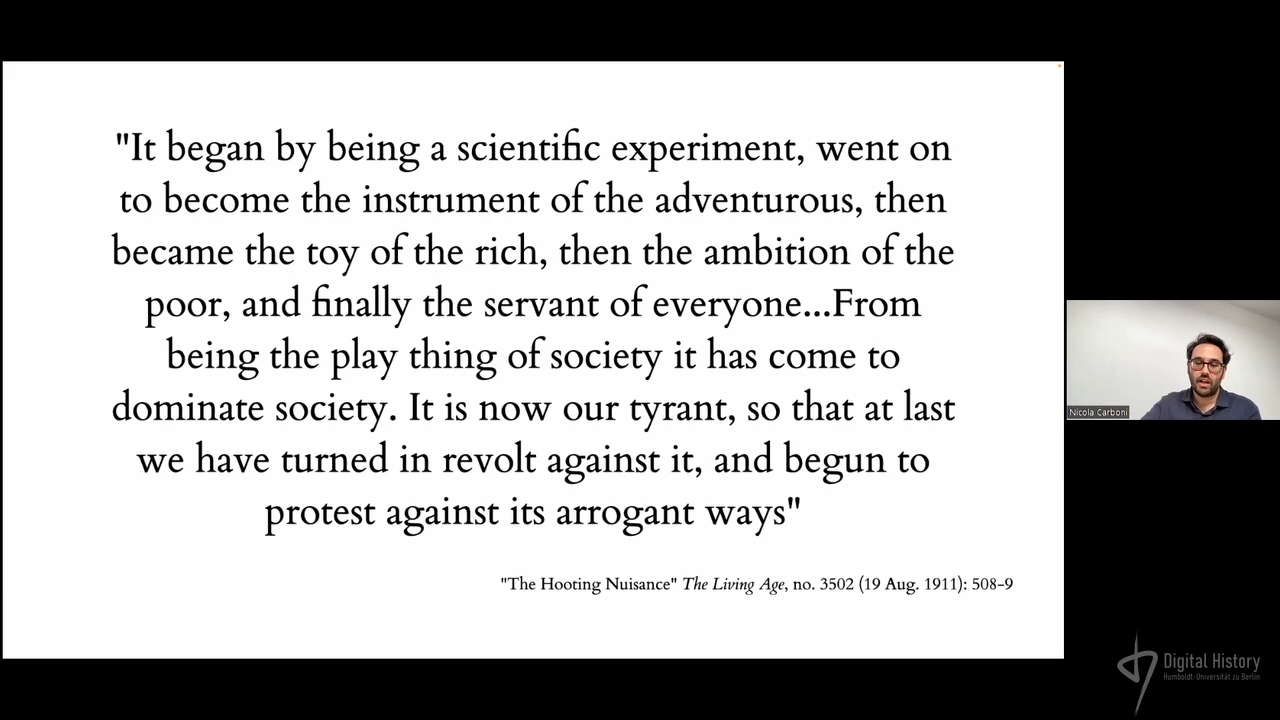 "It began by being a scientific experiment, went on
to become the instrument of the adventurous, then
became the toy of the rich, then the ambition of the
poor, and finally the servant of everyone...From
being the play thing of society it has come to
dominate society. It is now our tyrant, so that at last
we have turned in revolt against it, and begun to
protest against its arrogant ways"
"The Hooting Nuisance" The Living Age, no. 3502 (19 Aug. 1911): 508-9
Nicola Carboni
Digital History
Humboldt-Universität zu Berlin